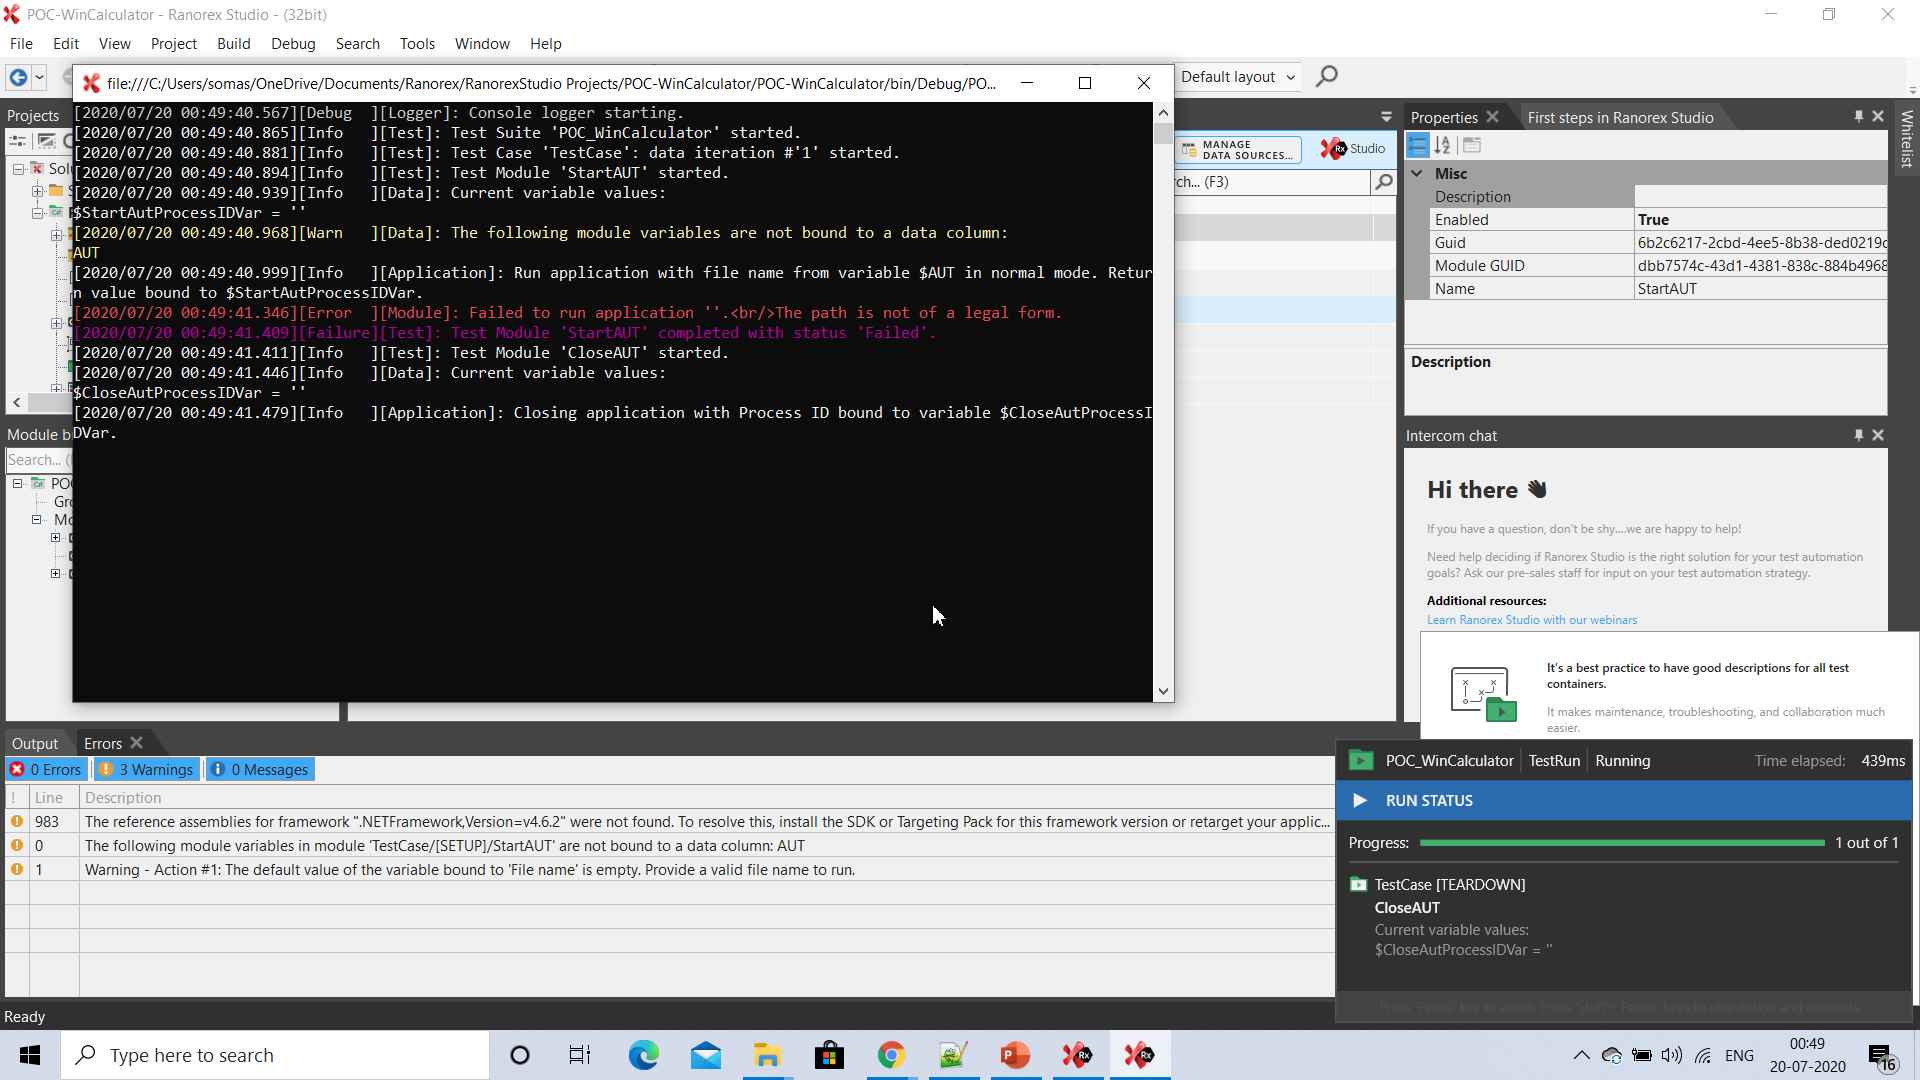 POC-WinCalculator - Ranorex Studio - (32bit)
File Edit View Project Build Debug Search Tools Window Help
file:///C:/Users/somas/OneDrive/Documents/Ranorex/RanorexStudio Projects/POC-WinCalculator/POC-WinCalculator/bin/Debug/PO...
Default layout
[2020/07/20 00:49:40.567][Debug ][Logger]: Console logger starting.
[2020/07/20 00:49:40.865][Info ][Test]: Test Suite 'POC_WinCalculator' started.
[2020/07/20 00:49:40.881][Info ][Test]: Test Case 'TestCase': data iteration #'1' started.
[2020/07/20 00:49:40.894][Info ][Test]: Test Module 'StartAUT' started.
[2020/07/20 00:49:40.939][Info ][Data]: Current variable values:
$StartAutProcessIDVar = ''
[2020/07/20 00:49:40.968][Warn ][Data]: The following module variables are not bound to a data column:
AUT
[2020/07/20 00:49:40.999][Info ][Application]: Run application with file name from variable $AUT in normal mode. Retur
n value bound to $StartAutProcessIDVar.
[2020/07/20 00:49:41.346][Error ][Module]: Failed to run application ''.<br/>The path is not of a legal form.
[2020/07/20 00:49:41.409][Failure][Test]: Test Module 'StartAUT' completed with status 'Failed'.
[2020/07/20 00:49:41.411][Info ][Test]: Test Module 'CloseAUT' started.
[2020/07/20 00:49:41.446][Info ][Data]: Current variable values:
$CloseAutProcessIDVar = ''
[2020/07/20 00:49:41.479][Info ][Application]: Closing application with Process ID bound to variable $CloseAutProcessI
DVar.
Projects
Solu
Module b
Search... (
POC
Gro
Mo
MANAGE
DATA SOURCES...
Rx Studio
rch... (F3)
Properties
First steps in Ranorex Studio
Whitelist
Misc
Description
Enabled True
Guid 6b2c6217-2cbd-4ee5-8b38-ded0219c
Module GUID dbb7574c-43d1-4381-838c-884b4968
Name StartAUT
Description
Intercom chat
Hi there
If you have a question, don't be shy....we are happy to help!
Need help deciding if Ranorex Studio is the right solution for your test automation
goals? Ask our pre-sales staff for input on your test automation strategy.
Additional resources:
Learn Ranorex Studio with our webinars
It's a best practice to have good descriptions for all test
containers.
It makes maintenance, troubleshooting, and collaboration much
easier.
Output Errors
0 Errors 3 Warnings 0 Messages
! Line Description
983 The reference assemblies for framework ".NETFramework,Version=v4.6.2" were not found. To resolve this, install the SDK or Targeting Pack for this framework version or retarget your applic...
0 The following module variables in module 'TestCase/[SETUP]/StartAUT' are not bound to a data column: AUT
1 Warning - Action #1: The default value of the variable bound to 'File name' is empty. Provide a valid file name to run.
POC_WinCalculator TestRun Running Time elapsed: 439ms
RUN STATUS
Progress: 1 out of 1
TestCase [TEARDOWN]
CloseAUT
Current variable values:
$CloseAutProcessIDVar = ''
Ready
Type here to search
ENG
00:49
20-07-2020
16